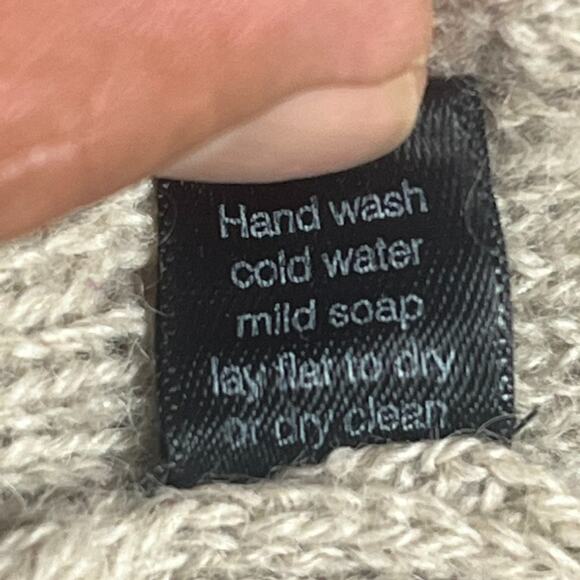 Hand wash
cold water
mild soap
lay flat to dry
or dry clean